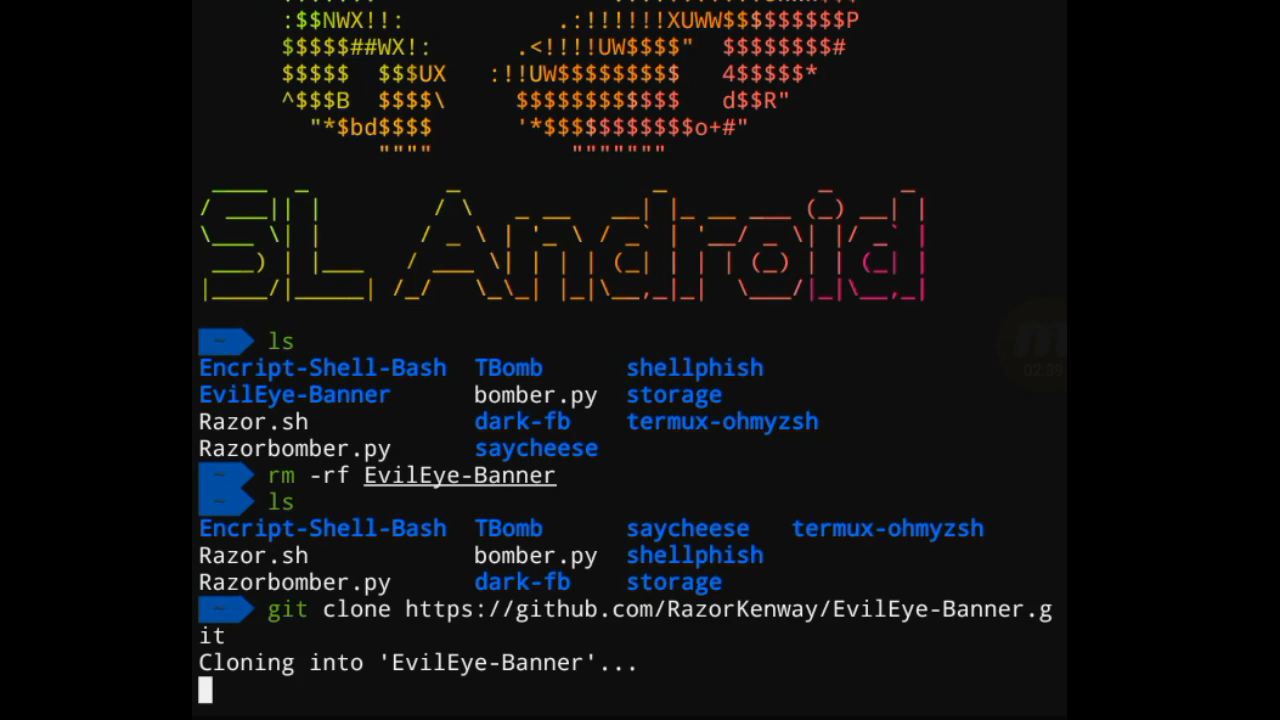 :$$NWX!!: .:!!!!!!XUWW$$$$$$$$$P
$$$$$##WX!: .<!!!!UW$$$$" $$$$$$$$#
$$$$$ $$$UX :!!UW$$$$$$$$$ 4$$$$$*
^$$$B $$$$\ $$$$$$$$$$$$ d$$R"
"*$bd$$$$ '*$$$$$$$$$$$o+#"
"""" """""""
SL Android
~ ls
Encript-Shell-Bash TBomb shellphish
EvilEye-Banner bomber.py storage
Razor.sh dark-fb termux-ohmyzsh
Razorbomber.py saycheese
~ rm -rf EvilEye-Banner
~ ls
Encript-Shell-Bash TBomb saycheese termux-ohmyzsh
Razor.sh bomber.py shellphish
Razorbomber.py dark-fb storage
~ git clone https://github.com/RazorKenway/EvilEye-Banner.g
it
Cloning into 'EvilEye-Banner'...
02:39